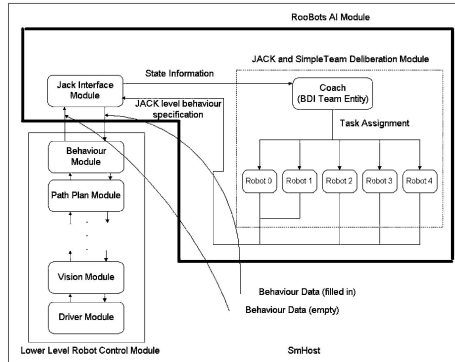 RooBots AI Module
JACK and SimpleTeam Deliberation Module
State Information
Jack Interface
Module
Coach
(BDI Team Entity)
JACK level behaviour
specification
Task Assignment
Behaviour
Module
Path Plan Module
Robot 0
Robot 1
Robot 2
Robot 3
Robot 4
.
.
.
Vision Module
Driver Module
Behaviour Data (filled in)
Behaviour Data (empty)
Lower Level Robot Control Module
SmHost